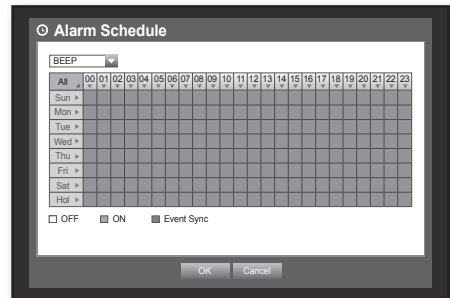 Alarm Schedule
BEEP
All 00 01 02 03 04 05 06 07 08 09 10 11 12 13 14 15 16 17 18 19 20 21 22 23
Sun
Mon
Tue
Wed
Thu
Fri
Sat
Hol
OFF ON Event Sync
OK Cancel